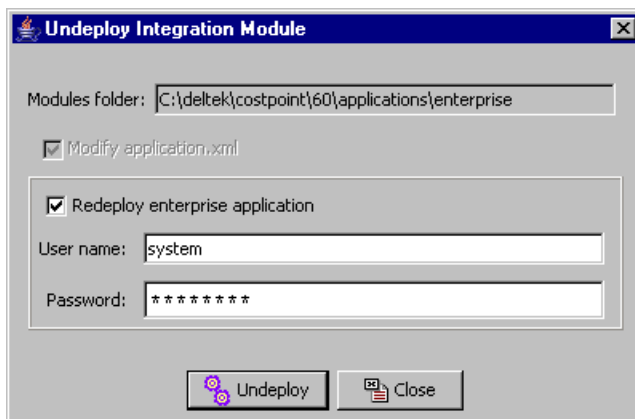 Undeploy Integration Module
Modules folder: C:\deltek\costpoint\60\applications\enterprise
Modify application.xml
Redeploy enterprise application
User name: system
Password: ********
Undeploy Close